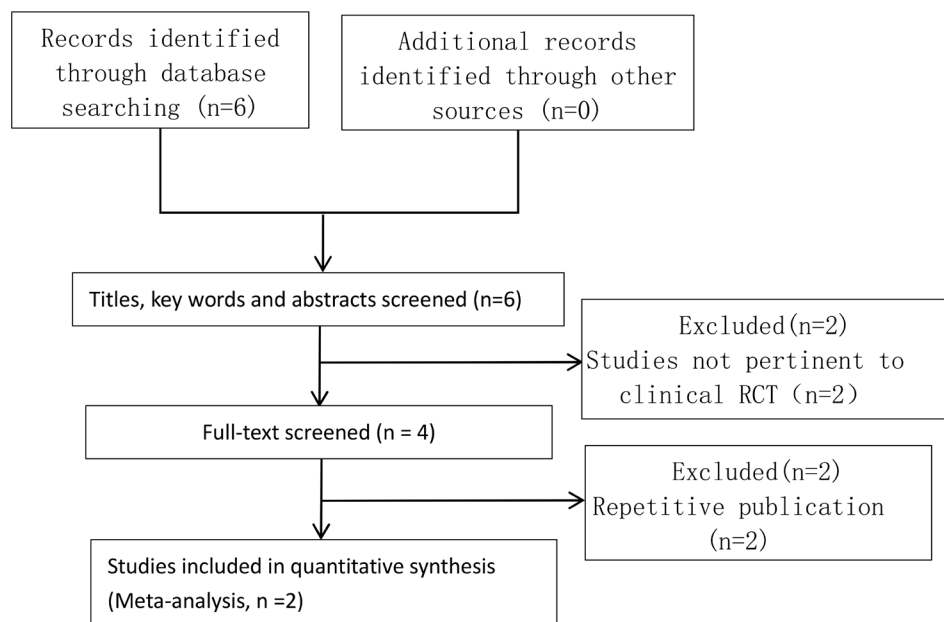 Records identified
through database
searching (n=6)
Additional records
identified through other
sources (n=0)
Titles, key words and abstracts screened (n=6)
Excluded(n=2)
Studies not pertinent to
clinical RCT (n=2)
Full-text screened (n = 4)
Excluded(n=2)
Repetitive publication
(n=2)
Studies included in quantitative synthesis
(Meta-analysis, n =2)